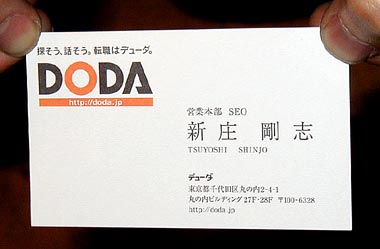 探そう、話そう。転職はデューダ。
DODA
http://doda.jp
営業本部 SEO
新庄 剛志
TSUYOSHI SHINJO
デューダ
東京都千代田区丸の内2-4-1
丸の内ビルディング27F・28F 〒100-6328
http://doda.jp